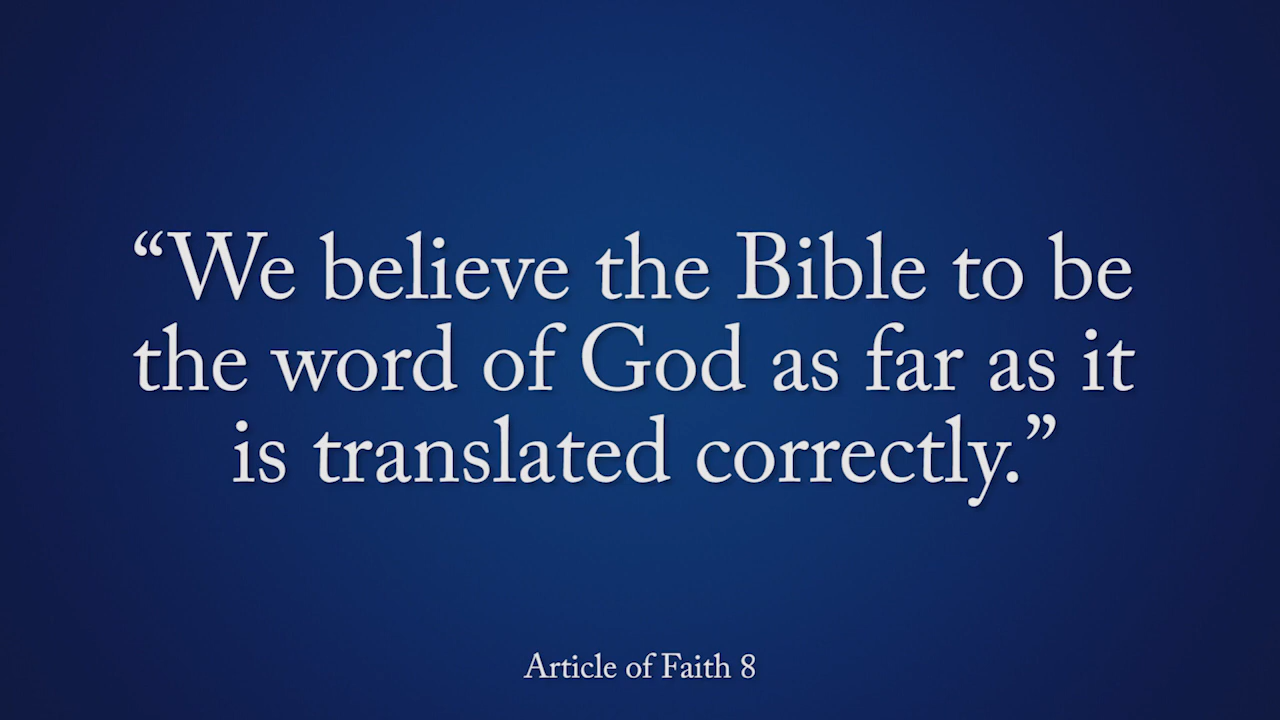 “We believe the Bible to be
the word of God as far as it
is translated correctly.”
Article of Faith 8